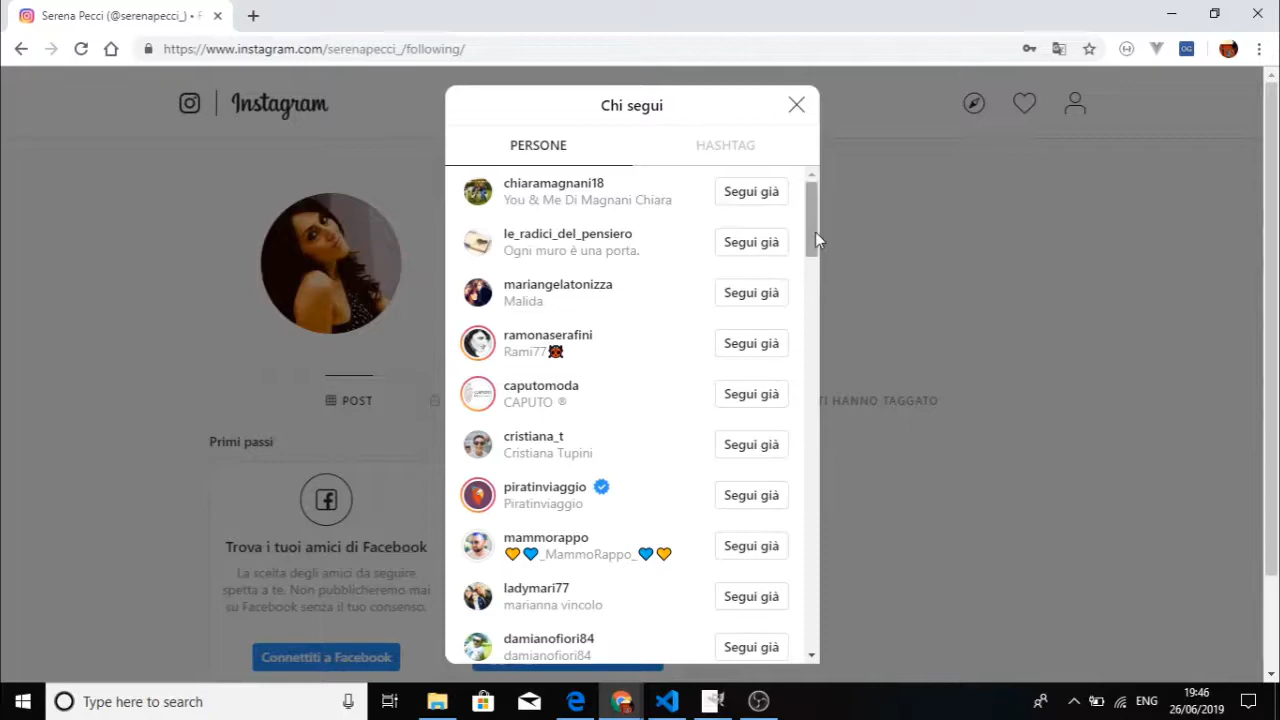 Serena Pecci (@serenapecci_) •
https://www.instagram.com/serenapecci_/following/
Instagram
Chi segui
PERSONE
HASHTAG
chiaramagnani18
You & Me Di Magnani Chiara
Segui già
le_radici_del_pensiero
Ogni muro è una porta.
Segui già
mariangelatonizza
Malida
Segui già
ramonaserafini
Rami77🐞
Segui già
caputomoda
CAPUTO ®
Segui già
cristiana_t
Cristiana Tupini
Segui già
piratinviaggio
Piratinviaggio
Segui già
mammorappo
💛💙_MammoRappo_💙💛
Segui già
ladymari77
marianna vincolo
Segui già
damianofiori84
damianofiori84
Segui già
POST
TI HANNO TAGGATO
Primi passi
Trova i tuoi amici di Facebook
La scelta degli amici da seguire
spetta a te. Non pubblicheremo mai
su Facebook senza il tuo consenso.
Connettiti a Facebook
Type here to search
ENG
19:46
26/06/2019